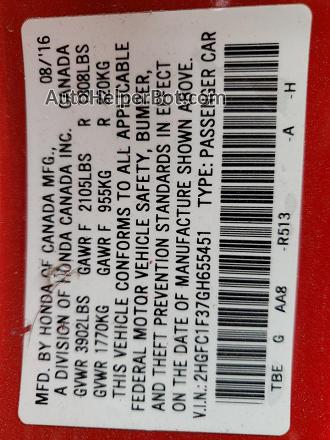 MFD. BY HONDA OF CANADA MFG., 08/'16
A DIVISION OF HONDA CANADA INC. CANADA
GVWR 3902LBS GAWR F 2105LBS R
GVWR 1770KG GAWR F 955KG R
THIS VEHICLE CONFORMS TO ALL APPLICABLE
FEDERAL MOTOR VEHICLE SAFETY, BUMPER,
AND THEFT PREVENTION STANDARDS IN EFFECT
ON THE DATE OF MANUFACTURE SHOWN ABOVE.
V.I.N.: 2HGFC1F37GH655451 TYPE: PASSENGER CAR
TBE G AA8 -R513 -A -H
AutoHelperBot.com